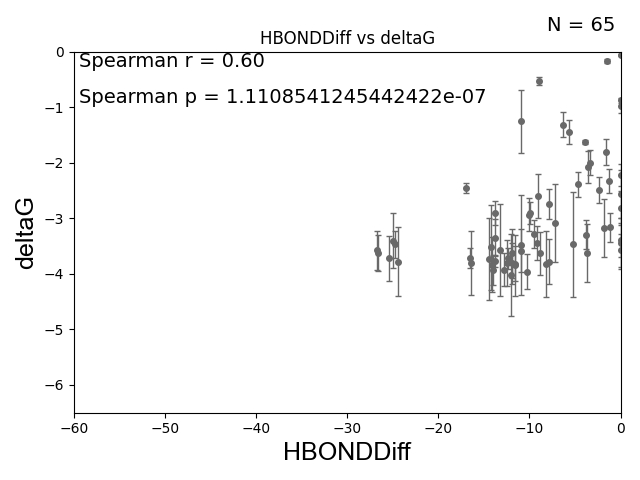 N = 65
HBONDDiff vs deltaG
Spearman r = 0.60
Spearman p = 1.1108541245442422e-07
deltaG
0
−1
−2
−3
−4
−5
−6
−60
−50
−40
−30
−20
−10
0
HBONDDiff